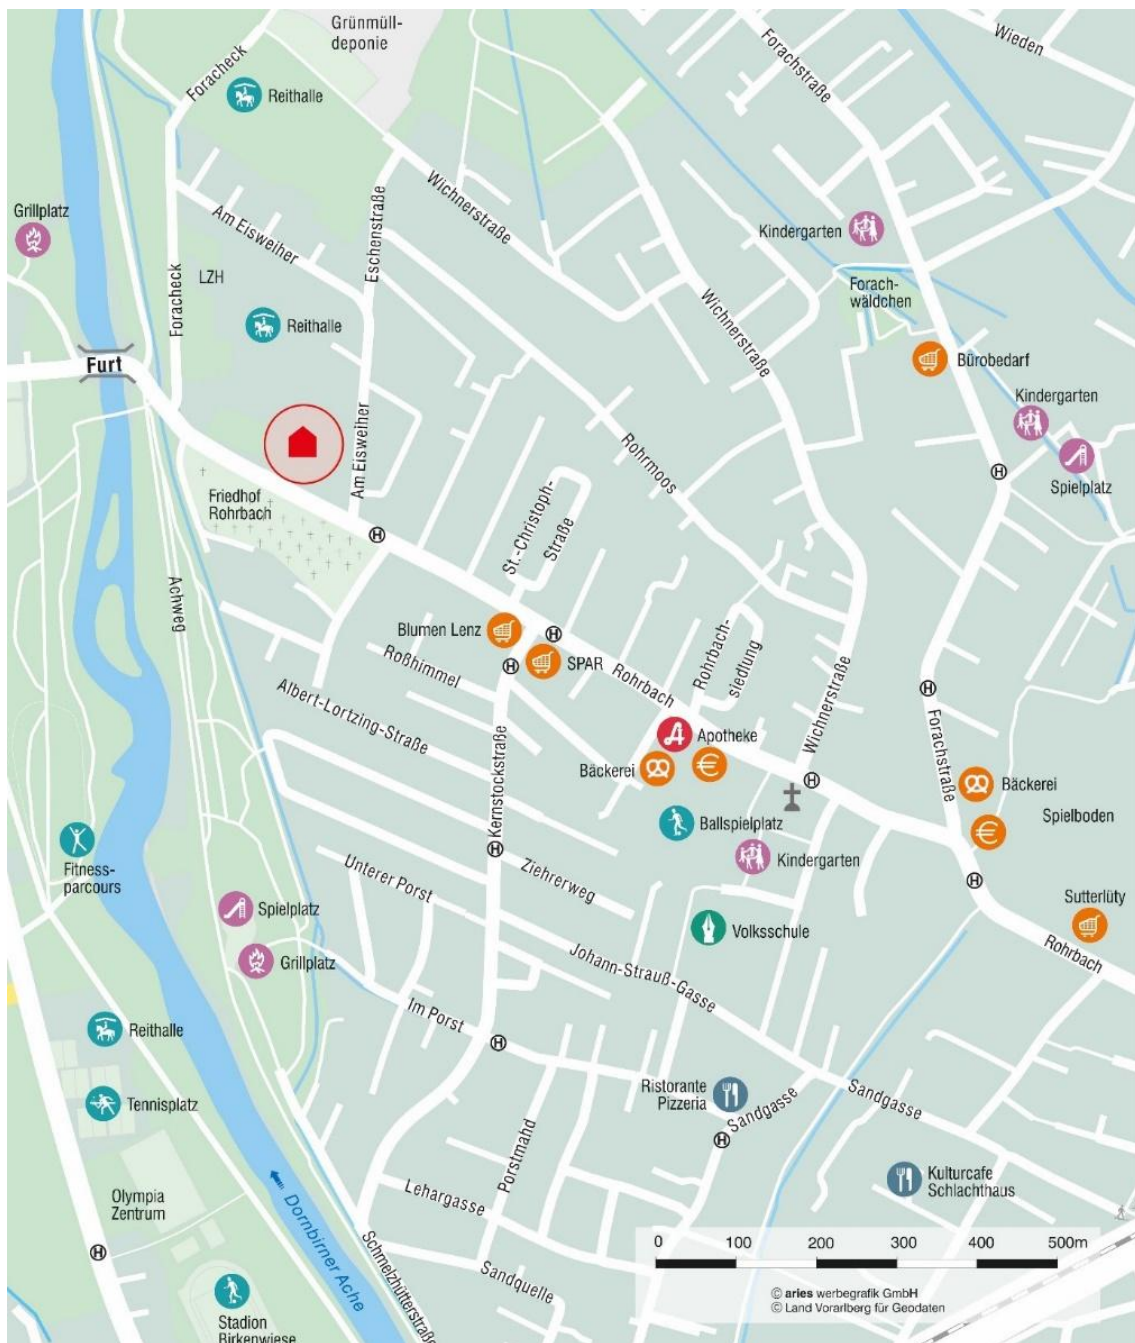 Grünmüll-
deponie
Wieden
Forachstraße
Foracheck
Reithalle
Wichnerstraße
Grillplatz
Am Eisweiher
Eschenstraße
Kindergarten
LZH
Foracheck
Reithalle
Forach-
wäldchen
Wichnerstraße
Furt
Bürobedarf
Kindergarten
Am Eisweiher
Rohrmoos
Spielplatz
H
Friedhof
Rohrbach
St.-Christoph-
Straße
H
Achweg
Blumen Lenz
H
Roßhimmel
H
SPAR
Rohrbach
Rohrbach-
siedlung
Albert-Lortzing-Straße
H
Wichnerstraße
Forachstraße
Apotheke
€
Bäckerei
H
Bäckerei
Kernstockstraße
Ballspielplatz
Spielboden
€
H
Kindergarten
Fitness-
parcours
Unterer Porst
Ziehrerweg
H
Spielplatz
Sutterlüty
Volksschule
Grillplatz
Johann-Strauß-Gasse
Rohrbach
Im Porst
Reithalle
H
Ristorante
Pizzeria
Sandgasse
Sandgasse
Tennisplatz
H
Porstmahd
Kulturcafe
Schlachthaus
Lehargasse
Olympia
Zentrum
Dornbirner Ache
H
Schmelzhütterstraße
Sandquelle
0 100 200 300 400 500m
Stadion
Birkenwiese
© aries werbegrafik GmbH
© Land Vorarlberg für Geodaten